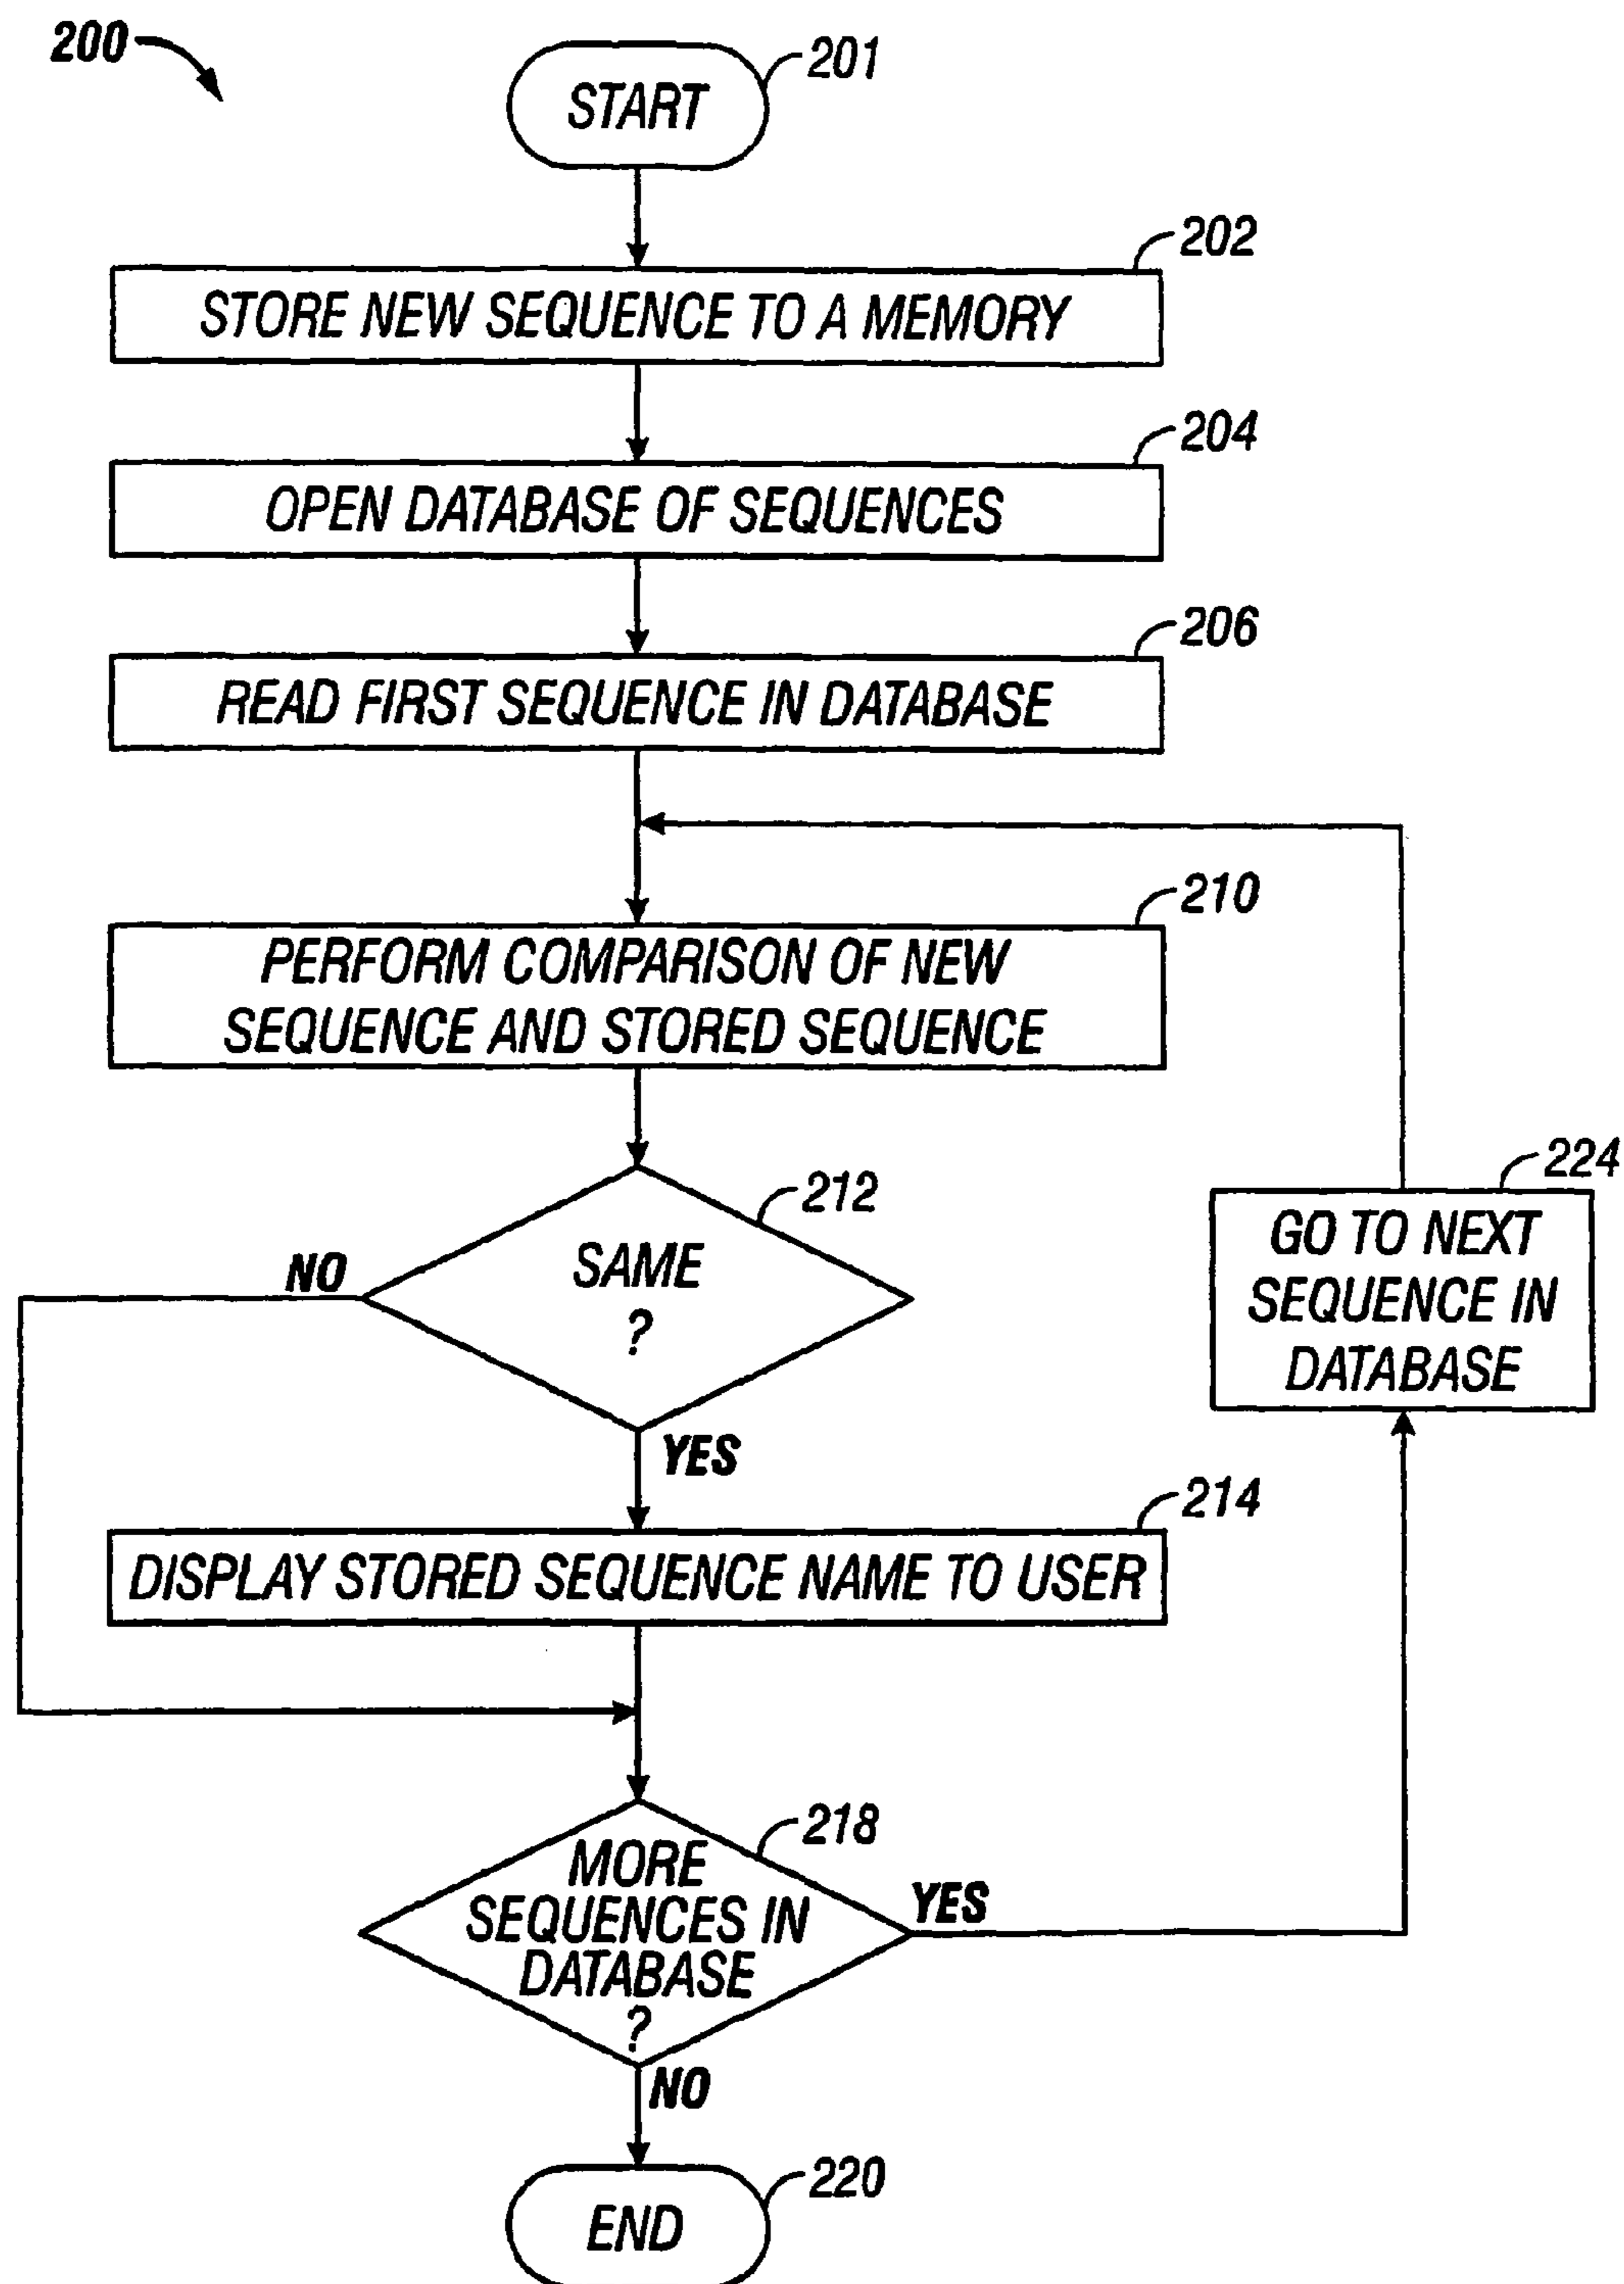 200
201
START
202
STORE NEW SEQUENCE TO A MEMORY
204
OPEN DATABASE OF SEQUENCES
206
READ FIRST SEQUENCE IN DATABASE
210
PERFORM COMPARISON OF NEW
SEQUENCE AND STORED SEQUENCE
212
SAME
?
NO
YES
224
GO TO NEXT
SEQUENCE IN
DATABASE
214
DISPLAY STORED SEQUENCE NAME TO USER
218
MORE
SEQUENCES IN
DATABASE
?
YES
NO
220
END